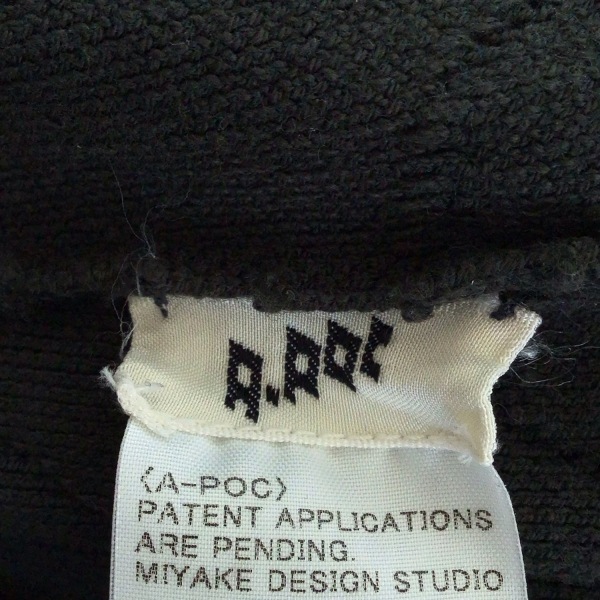 A.POC
〈A-POC〉
PATENT APPLICATIONS
ARE PENDING.
MIYAKE DESIGN STUDIO